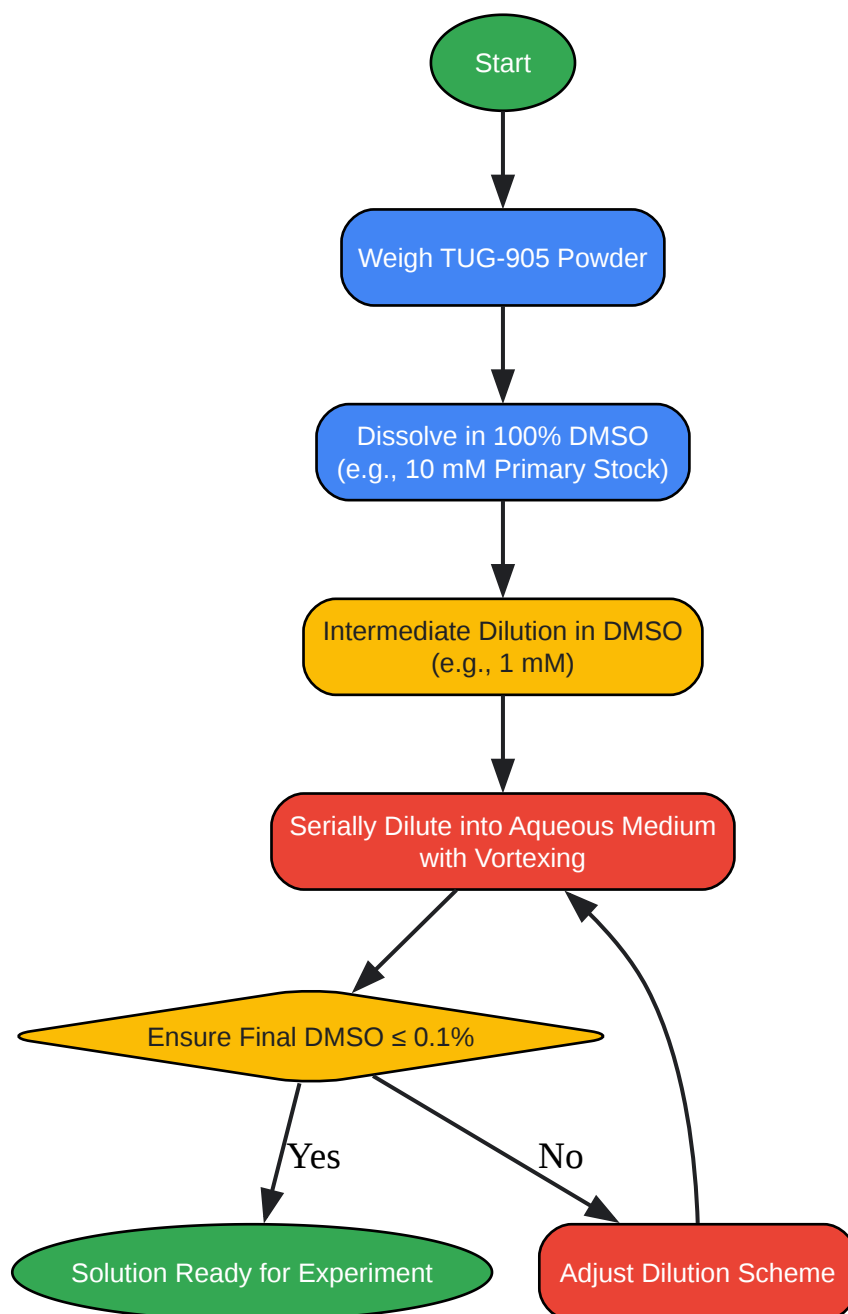 Start
Weigh TUG-905 Powder
Dissolve in 100% DMSO
(e.g., 10 mM Primary Stock)
Intermediate Dilution in DMSO
(e.g., 1 mM)
Serially Dilute into Aqueous Medium
with Vortexing
Ensure Final DMSO ≤ 0.1%
Yes
No
Solution Ready for Experiment
Adjust Dilution Scheme